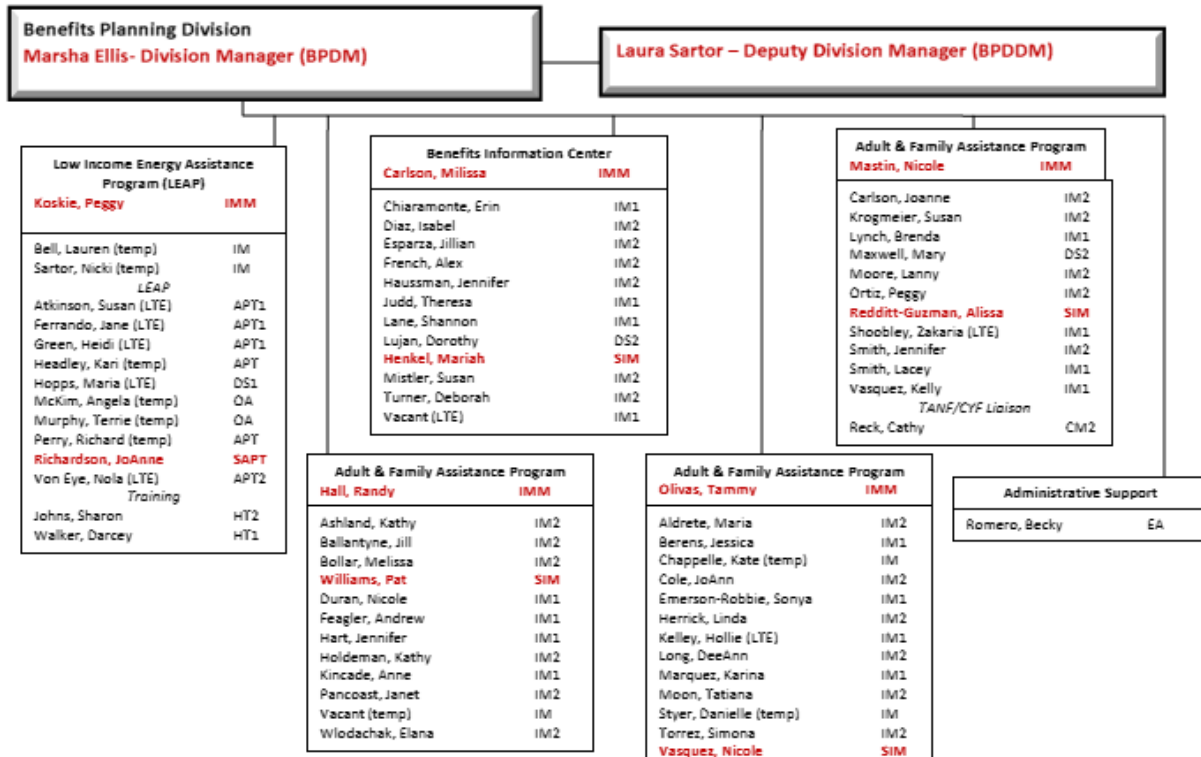 Benefits Planning Division
Marsha Ellis- Division Manager (BPDM)
Laura Sartor – Deputy Division Manager (BPDDM)
Low Income Energy Assistance
Program (LEAP)
Koskie, Peggy IMM
Bell, Lauren (temp) IM
Sartor, Nicki (temp) IM
LEAP
Atkinson, Susan (LTE) APT1
Ferrando, Jane (LTE) APT1
Green, Heidi (LTE) APT1
Headley, Kari (temp) APT
Hopps, Maria (LTE) DS1
McKim, Angela (temp) OA
Murphy, Terrie (temp) OA
Perry, Richard (temp) APT
Richardson, JoAnne SAPT
Von Eye, Nola (LTE) APT2
Training
Johns, Sharon HT2
Walker, Darcey HT1
Benefits Information Center
Carlson, Milissa IMM
Chiaramonte, Erin IM1
Diaz, Isabel IM2
Esparza, Jillian IM2
French, Alex IM2
Haussman, Jennifer IM2
Judd, Theresa IM1
Lane, Shannon IM1
Lujan, Dorothy DS2
Henkel, Mariah SIM
Mistler, Susan IM2
Turner, Deborah IM2
Vacant (LTE) IM1
Adult & Family Assistance Program
Mastin, Nicole IMM
Carlson, Joanne IM2
Krogmeier, Susan IM2
Lynch, Brenda IM1
Maxwell, Mary DS2
Moore, Lanny IM2
Ortiz, Peggy IM2
Redditt-Guzman, Alissa SIM
Shoobley, Zakaria (LTE) IM1
Smith, Jennifer IM2
Smith, Lacey IM1
Vasquez, Kelly IM1
TANF/CYF Liaison
Reck, Cathy CM2
Adult & Family Assistance Program
Hall, Randy IMM
Ashland, Kathy IM2
Ballantyne, Jill IM2
Bollar, Melissa IM2
Williams, Pat SIM
Duran, Nicole IM1
Feagler, Andrew IM1
Hart, Jennifer IM1
Holdeman, Kathy IM2
Kincade, Anne IM1
Pancoast, Janet IM2
Vacant (temp) IM
Wlodachak, Elana IM2
Adult & Family Assistance Program
Olivas, Tammy IMM
Aldrete, Maria IM2
Berens, Jessica IM1
Chappelle, Kate (temp) IM
Cole, JoAnn IM2
Emerson-Robbie, Sonya IM1
Herrick, Linda IM2
Kelley, Hollie (LTE) IM1
Long, DeeAnn IM2
Marquez, Karina IM1
Moon, Tatiana IM2
Styer, Danielle (temp) IM
Torrez, Simona IM2
Vasquez, Nicole SIM
Administrative Support
Romero, Becky EA